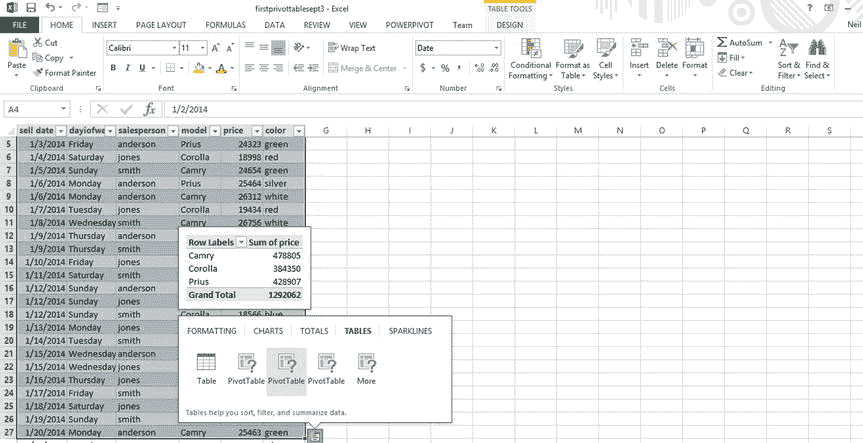 firstprivottablesept3 - Excel
TABLE TOOLS
? 
FILE HOME INSERT PAGE LAYOUT FORMULAS DATA REVIEW VIEW POWERPIVOT Team DESIGN Neil
Paste
Cut
Copy
Format Painter
Calibri 11
B I U
Wrap Text
Merge & Center
Date
$ % ,
Conditional Formatting
Format as Table
Cell Styles
Insert Delete Format
AutoSum
Fill
Clear
Sort & Filter
Find & Select
Clipboard Font Alignment Number Styles Cells Editing
A4 fx 1/2/2014
G H I J K L M N O P Q R S
sell date dayiofwe salesperson model price color
5 1/3/2014 Friday anderson Prius 24323 green
6 1/4/2014 Saturday jones Corolla 18998 red
7 1/5/2014 Sunday smith Camry 24654 green
8 1/6/2014 Monday anderson Prius 25464 silver
9 1/6/2014 Monday anderson Camry 26312 white
10 1/7/2014 Tuesday jones Corolla 19434 red
11 1/8/2014 Wednesday smith Camry 26756 white
12 1/9/2014 Thursday anderson
13 1/9/2014 Thursday smith
14 1/10/2014 Friday jones
15 1/11/2014 Saturday smith
16 1/12/2014 Sunday anderson
17 1/12/2014 Sunday jones
18 1/12/2014 Sunday smith Corolla 18566 blue
19 1/13/2014 Monday jones
20 1/14/2014 Tuesday smith
21 1/15/2014 Wednesday anderson
22 1/15/2014 Wednesday jones
23 1/16/2014 Thursday jones
24 1/17/2014 Friday smith
25 1/18/2014 Saturday jones
26 1/19/2014 Sunday smith
27 1/20/2014 Monday anderson Camry 25463 green
Row Labels Sum of price
Camry 478805
Corolla 384350
Prius 428907
Grand Total 1292062
FORMATTING CHARTS TOTALS TABLES SPARKLINES
Table PivotTable PivotTable PivotTable More
Tables help you sort, filter, and summarize data.